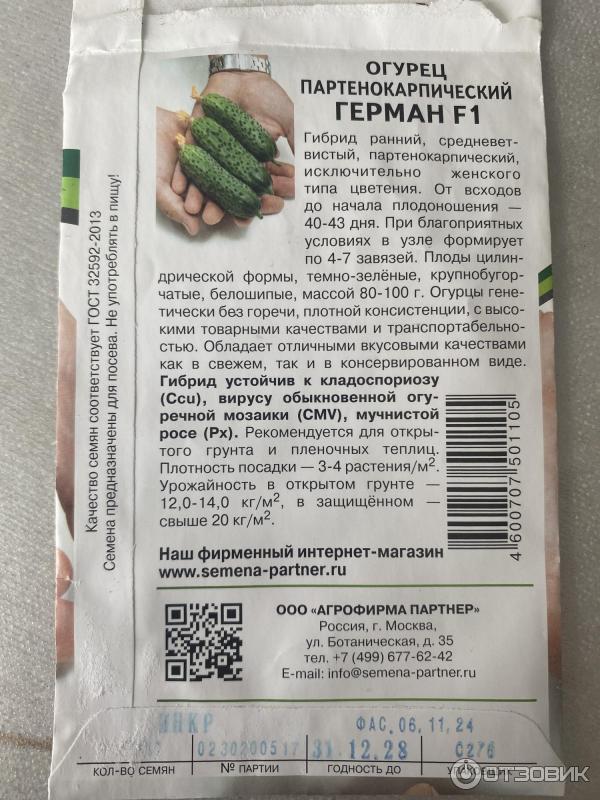 ОГУРЕЦ
ПАРТЕНОКАРПИЧЕСКИЙ
ГЕРМАН F1
Гибрид ранний, средневет-
вистый, партенокарпический,
исключительно женского
типа цветения. От всходов
до начала плодоношения —
40-43 дня. При благоприятных
условиях в узле формирует
по 4-7 завязей. Плоды цилин-
дрической формы, темно-зелёные, крупнобугор-
чатые, белошипые, массой 80-100 г. Огурцы гене-
тически без горечи, плотной консистенции, с высо-
кими товарными качествами и транспортабельно-
стью. Обладает отличными вкусовыми качествами
как в свежем, так и в консервированном виде.
Гибрид устойчив к кладоспориозу
(Ccu), вирусу обыкновенной огу-
речной мозаики (CMV), мучнистой
росе (Px). Рекомендуется для откры-
того грунта и пленочных теплиц.
Плотность посадки — 3-4 растения/м².
Урожайность в открытом грунте —
12,0-14,0 кг/м², в защищённом —
свыше 20 кг/м².
4600707501105
Наш фирменный интернет-магазин
www.semena-partner.ru
Качество семян соответствует ГОСТ 32592-2013
Семена предназначены для посева. Не употреблять в пищу!
ООО «АГРОФИРМА ПАРТНЕР»
Россия, г. Москва,
ул. Ботаническая, д. 35
тел. +7 (499) 677-62-42
E-mail: info@semena-partner.ru
ИНКР ФАС.06.11.24
0230200517 31.12.28 0276
КОЛ-ВО СЕМЯН № ПАРТИИ ГОДНОСТЬ ДО
ОТЗОВИК